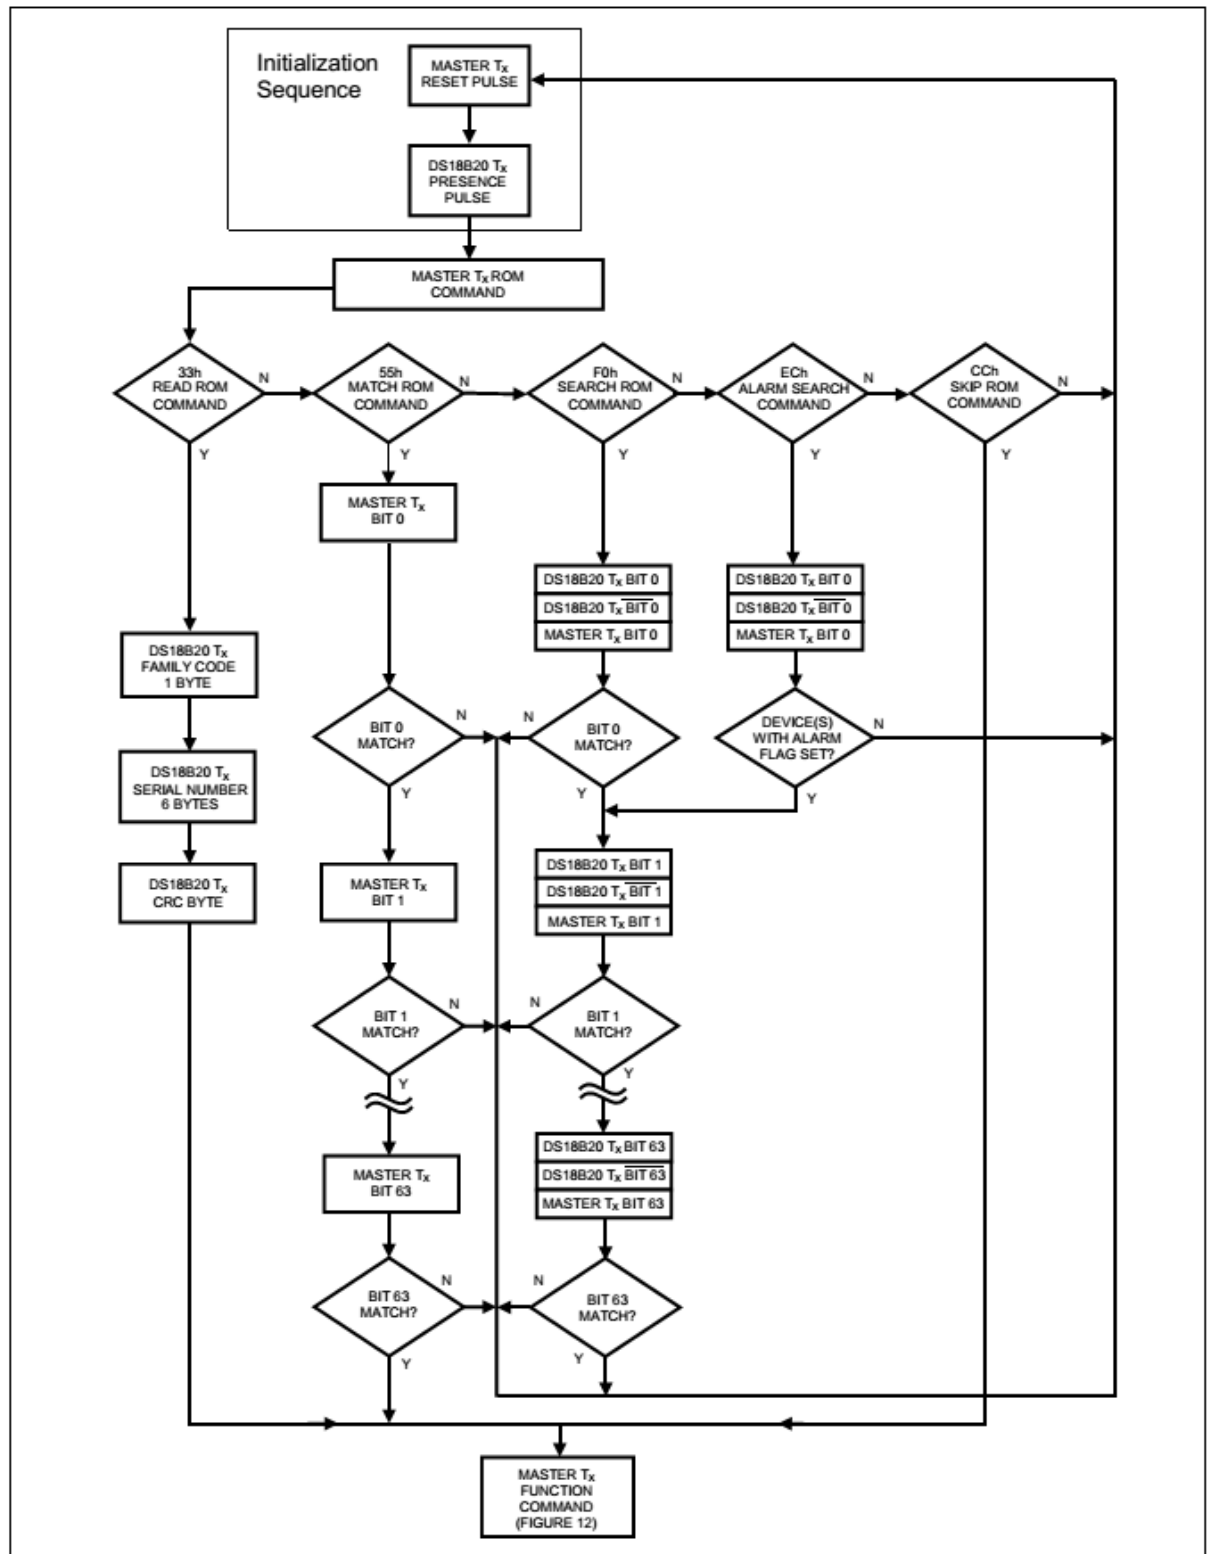 Initialization
Sequence
MASTER Tx
RESET PULSE
DS18B20 Tx
PRESENCE
PULSE
MASTER Tx ROM
COMMAND
33h
READ ROM
COMMAND
N
Y
55h
MATCH ROM
COMMAND
N
Y
F0h
SEARCH ROM
COMMAND
N
Y
ECh
ALARM SEARCH
COMMAND
N
Y
CCh
SKIP ROM
COMMAND
N
Y
DS18B20 Tx
FAMILY CODE
1 BYTE
DS18B20 Tx
SERIAL NUMBER
6 BYTES
DS18B20 Tx
CRC BYTE
MASTER Tx
BIT 0
BIT 0
MATCH?
N
Y
MASTER Tx
BIT 1
BIT 1
MATCH?
N
Y
MASTER Tx
BIT 63
BIT 63
MATCH?
N
Y
DS18B20 Tx BIT 0
DS18B20 Tx B̅I̅T̅ 0
MASTER Tx BIT 0
BIT 0
MATCH?
N
Y
DS18B20 Tx BIT 1
DS18B20 Tx B̅I̅T̅ 1
MASTER Tx BIT 1
BIT 1
MATCH?
N
Y
DS18B20 Tx BIT 63
DS18B20 Tx B̅I̅T̅ 6̅3̅
MASTER Tx BIT 63
BIT 63
MATCH?
N
Y
DS18B20 Tx BIT 0
DS18B20 Tx B̅I̅T̅ 0
MASTER Tx BIT 0
DEVICE(S)
WITH ALARM
FLAG SET?
N
Y
MASTER Tx
FUNCTION
COMMAND
(FIGURE 12)